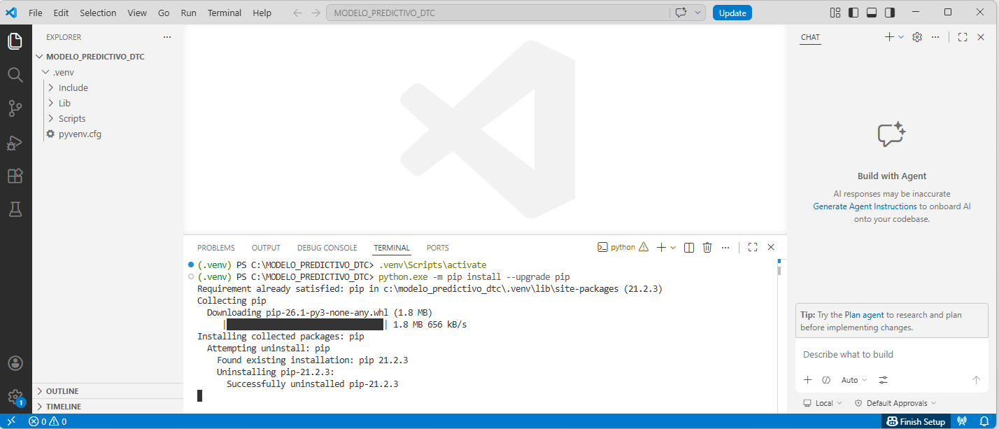 File Edit Selection View Go Run Terminal Help
MODELO_PREDICTIVO_DTC
Update
EXPLORER
MODELO_PREDICTIVO_DTC
.venv
Include
Lib
Scripts
pyvenv.cfg
OUTLINE
TIMELINE
PROBLEMS OUTPUT DEBUG CONSOLE TERMINAL PORTS
python
(.venv) PS C:\MODELO_PREDICTIVO_DTC> .venv\Scripts\activate
(.venv) PS C:\MODELO_PREDICTIVO_DTC> python.exe -m pip install --upgrade pip
Requirement already satisfied: pip in c:\modelo_predictivo_dtc\.venv\lib\site-packages (21.2.3)
Collecting pip
Downloading pip-26.1-py3-none-any.whl (1.8 MB)
|████████████████████████████████| 1.8 MB 656 kB/s
Installing collected packages: pip
Attempting uninstall: pip
Found existing installation: pip 21.2.3
Uninstalling pip-21.2.3:
Successfully uninstalled pip-21.2.3
CHAT
Build with Agent
AI responses may be inaccurate
Generate Agent Instructions to onboard AI
onto your codebase.
Tip: Try the Plan agent to research and plan
before implementing changes.
Describe what to build
Auto
Local
Default Approvals
1
0 0
Finish Setup